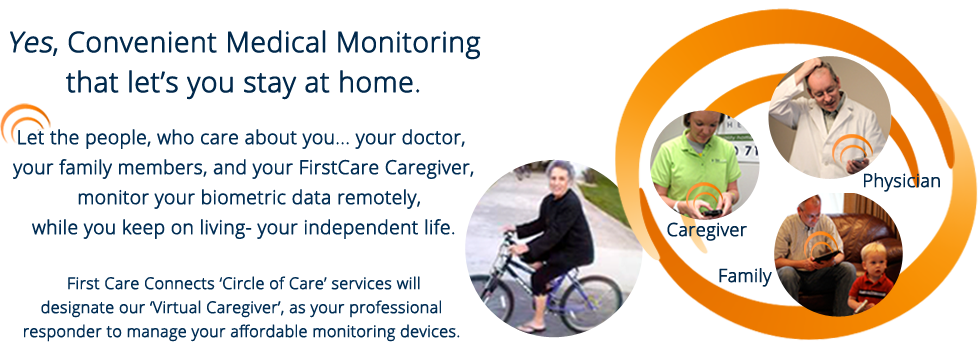 Yes, Convenient Medical Monitoring
that let's you stay at home.
Let the people, who care about you... your doctor,
your family members, and your FirstCare Caregiver,
monitor your biometric data remotely,
while you keep on living- your independent life.
First Care Connects ‘Circle of Care’ services will
designate our ‘Virtual Caregiver’, as your professional
responder to manage your affordable monitoring devices.
Physician
Caregiver
Family